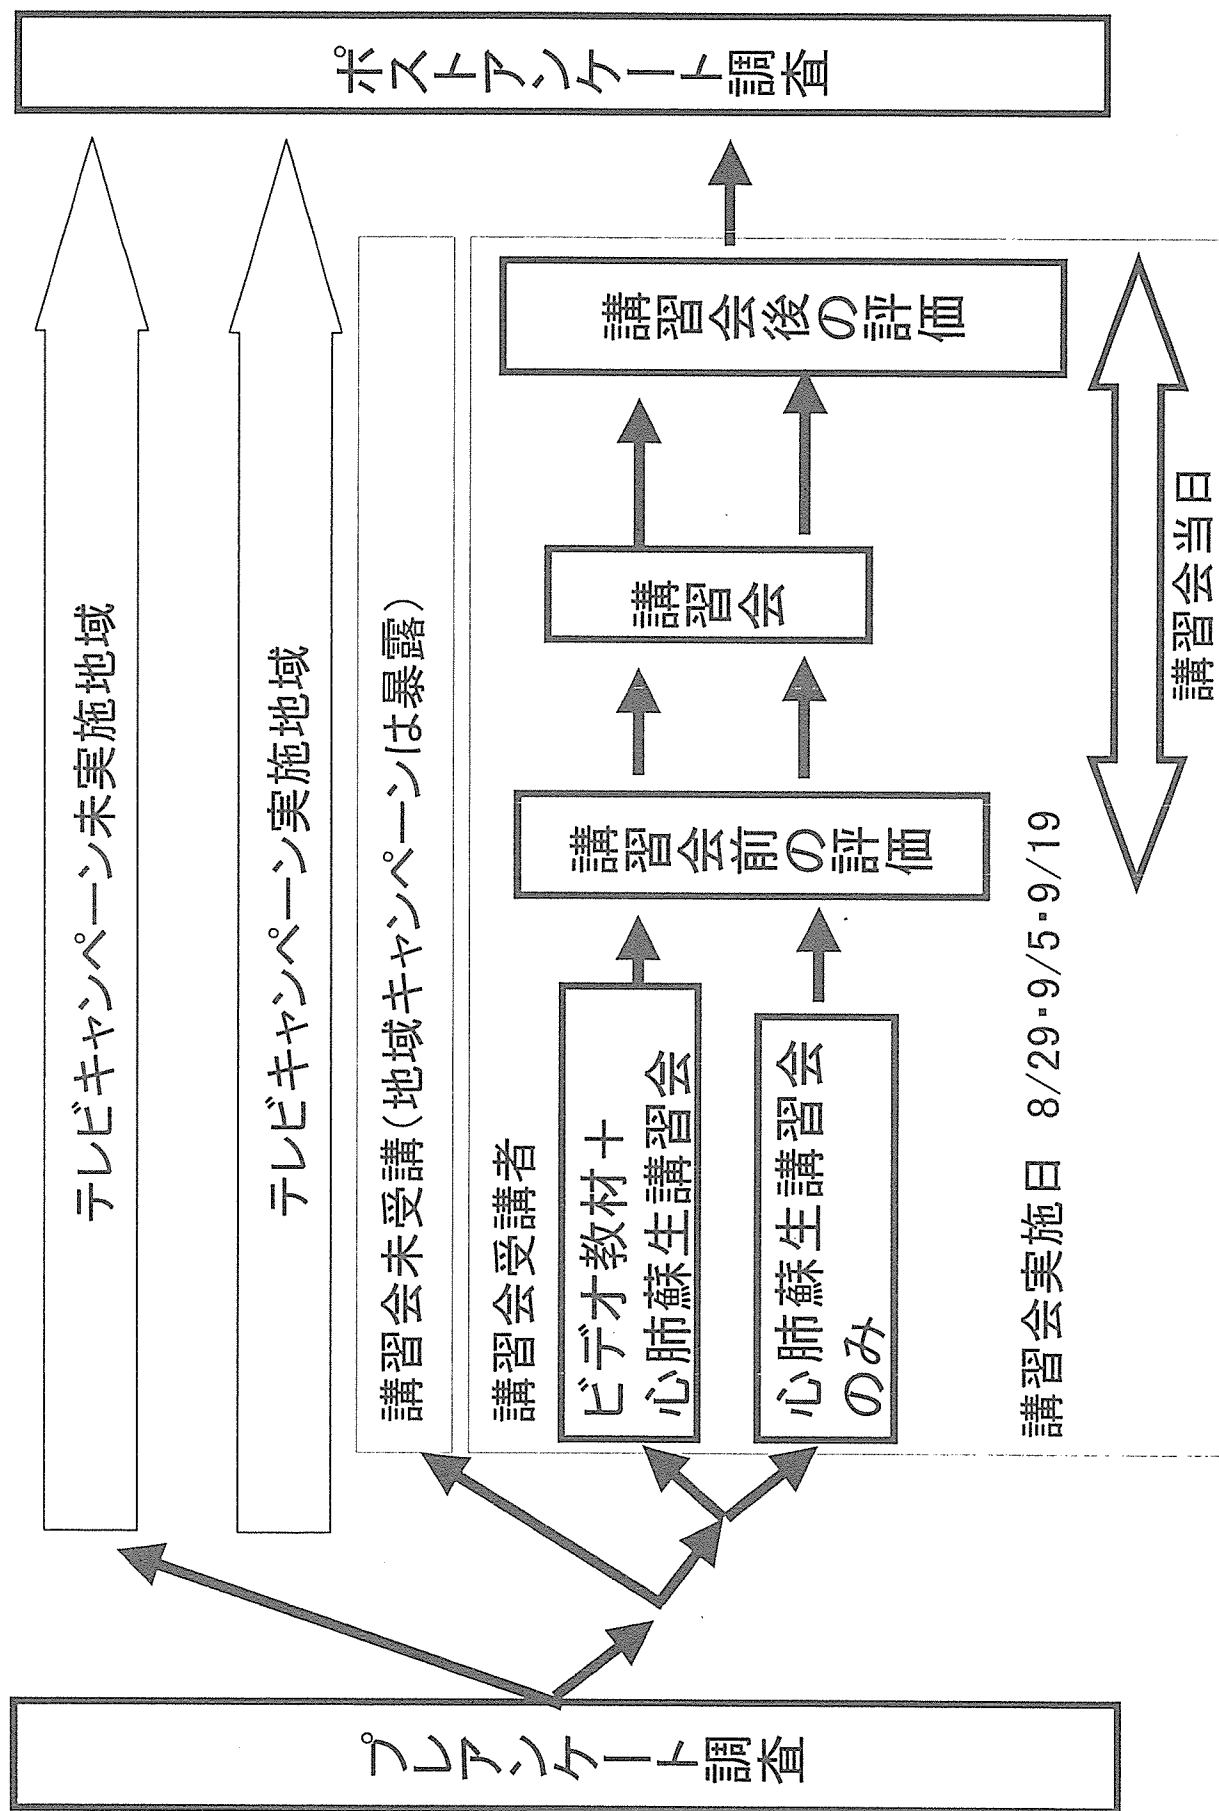 プレアンケート調査
テレビキャンペーン未実施地域
テレビキャンペーン実施地域
講習会未受講(地域キャンペーンは暴露)
講習会受講者
ビデオ教材+
心肺蘇生講習会
心肺蘇生講習会
のみ
講習会前の評価
講習会
講習会後の評価
講習会実施日 8/29・9/5・9/19
講習会当日
ポストアンケート調査